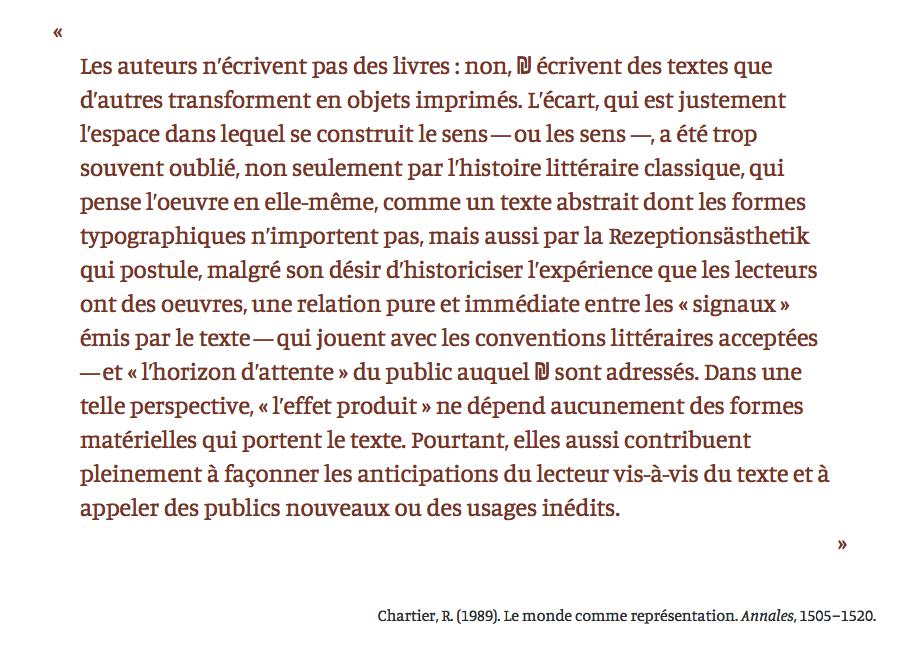 «
Les auteurs n’écrivent pas des livres : non, ₪ écrivent des textes que
d’autres transforment en objets imprimés. L’écart, qui est justement
l’espace dans lequel se construit le sens — ou les sens —, a été trop
souvent oublié, non seulement par l’histoire littéraire classique, qui
pense l’oeuvre en elle-même, comme un texte abstrait dont les formes
typographiques n’importent pas, mais aussi par la Rezeptionsästhetik
qui postule, malgré son désir d’historiciser l’expérience que les lecteurs
ont des oeuvres, une relation pure et immédiate entre les « signaux »
émis par le texte — qui jouent avec les conventions littéraires acceptées
— et « l’horizon d’attente » du public auquel ₪ sont adressés. Dans une
telle perspective, « l’effet produit » ne dépend aucunement des formes
matérielles qui portent le texte. Pourtant, elles aussi contribuent
pleinement à façonner les anticipations du lecteur vis-à-vis du texte et à
appeler des publics nouveaux ou des usages inédits.
»
Chartier, R. (1989). Le monde comme représentation. Annales, 1505–1520.